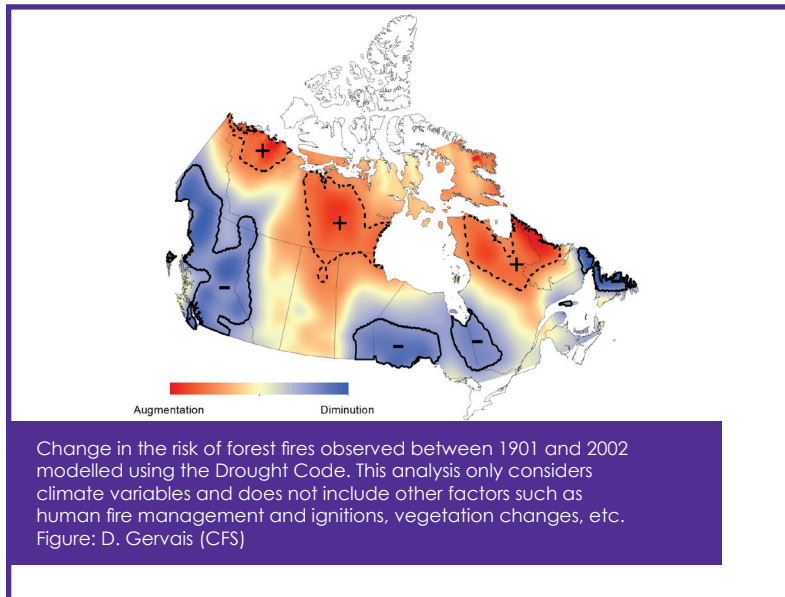 +
+
+
-
-
-
Augmentation Diminution
Change in the risk of forest fires observed between 1901 and 2002
modelled using the Drought Code. This analysis only considers
climate variables and does not include other factors such as
human fire management and ignitions, vegetation changes, etc.
Figure: D. Gervais (CFS)